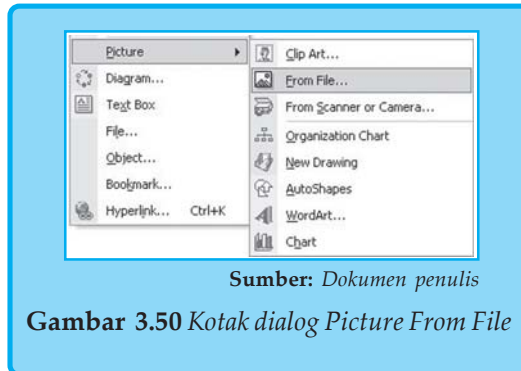 Picture
Diagram...
Text Box
File...
Object...
Bookmark...
Hyperlink... Ctrl+K
Clip Art...
From File...
From Scanner or Camera...
Organization Chart
New Drawing
AutoShapes
WordArt...
Chart
Sumber: Dokumen penulis
Gambar 3.50 Kotak dialog Picture From File